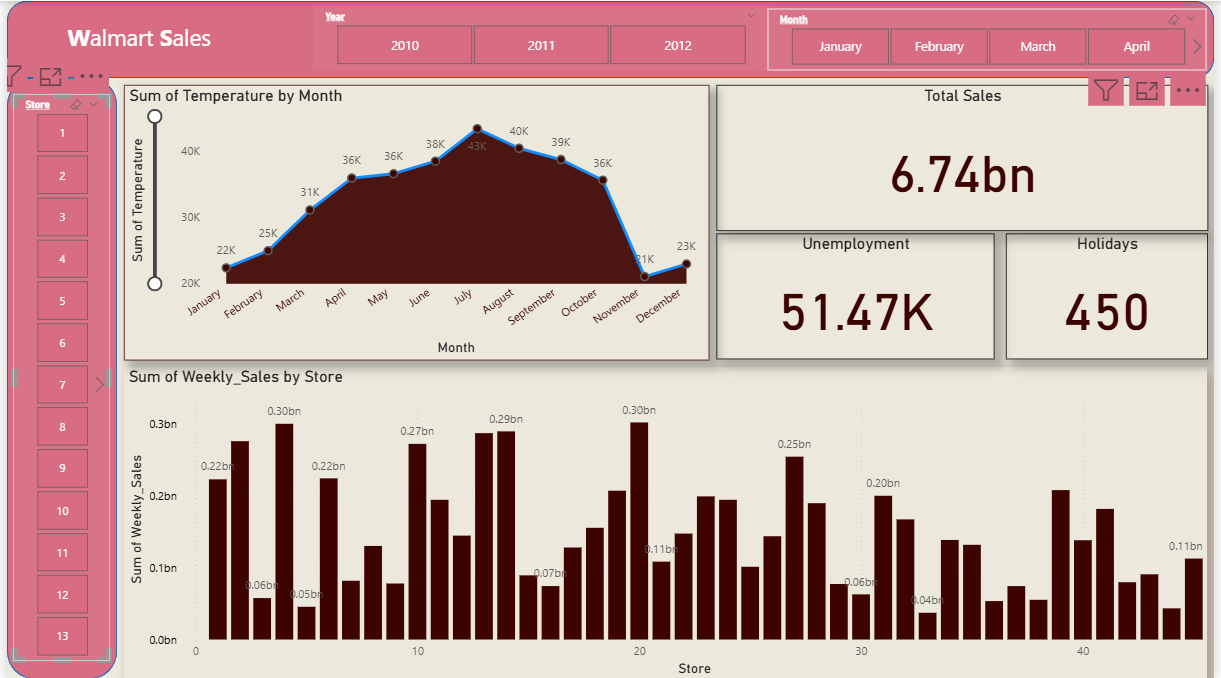 Walmart Sales
Year
2010
2011
2012
Month
January
February
March
April
Store
1
2
3
4
5
6
7
8
9
10
11
12
13
Sum of Temperature by Month
Sum of Temperature
40K
30K
20K
22K
25K
31K
36K
36K
38K
43K
40K
39K
36K
21K
23K
January
February
March
April
May
June
July
August
September
October
November
December
Month
Total Sales
6.74bn
Unemployment
51.47K
Holidays
450
Sum of Weekly_Sales by Store
Sum of Weekly_Sales
0.3bn
0.2bn
0.1bn
0.0bn
0.22bn
0.06bn
0.30bn
0.05bn
0.22bn
0.27bn
0.29bn
0.07bn
0.30bn
0.11bn
0.25bn
0.06bn
0.20bn
0.04bn
0.11bn
0
10
20
30
40
Store